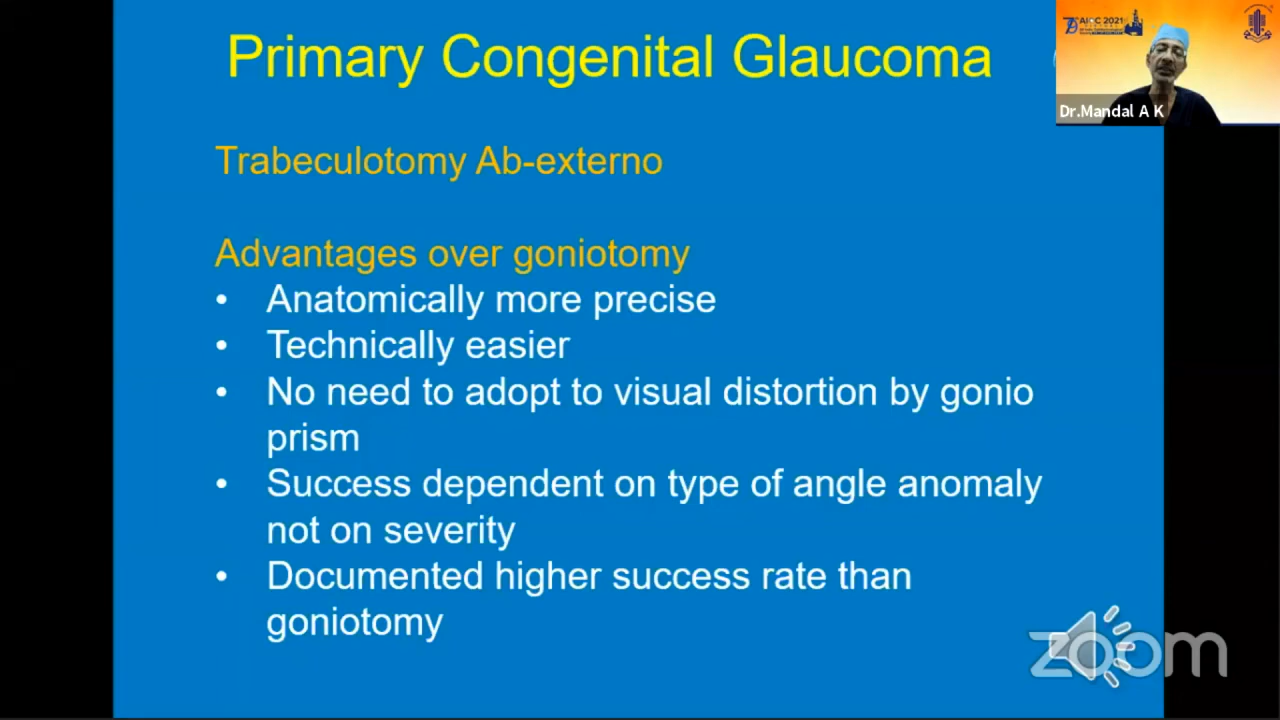 Primary Congenital Glaucoma
AIOC 2021
Dr.Mandal A K
Trabeculotomy Ab-externo
Advantages over goniotomy
• Anatomically more precise
• Technically easier
• No need to adopt to visual distortion by gonio
prism
• Success dependent on type of angle anomaly
not on severity
• Documented higher success rate than
goniotomy
zoom